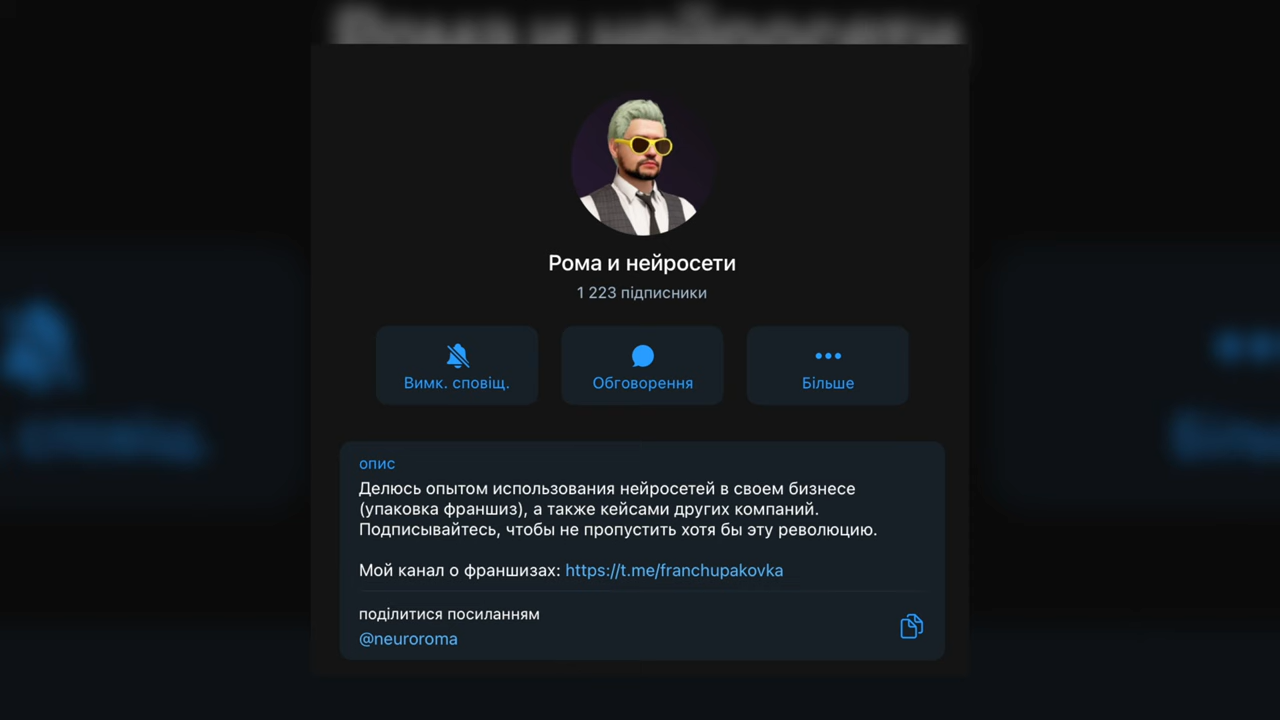 Рома и нейросети
1 223 підписники
Вимк. сповіщ.
Обговорення
Більше
опис
Делюсь опытом использования нейросетей в своем бизнесе
(упаковка франшиз), а также кейсами других компаний.
Подписывайтесь, чтобы не пропустить хотя бы эту революцию.
Мой канал о франшизах: https://t.me/franchupakovka
поділитися посиланням
@neuroroma